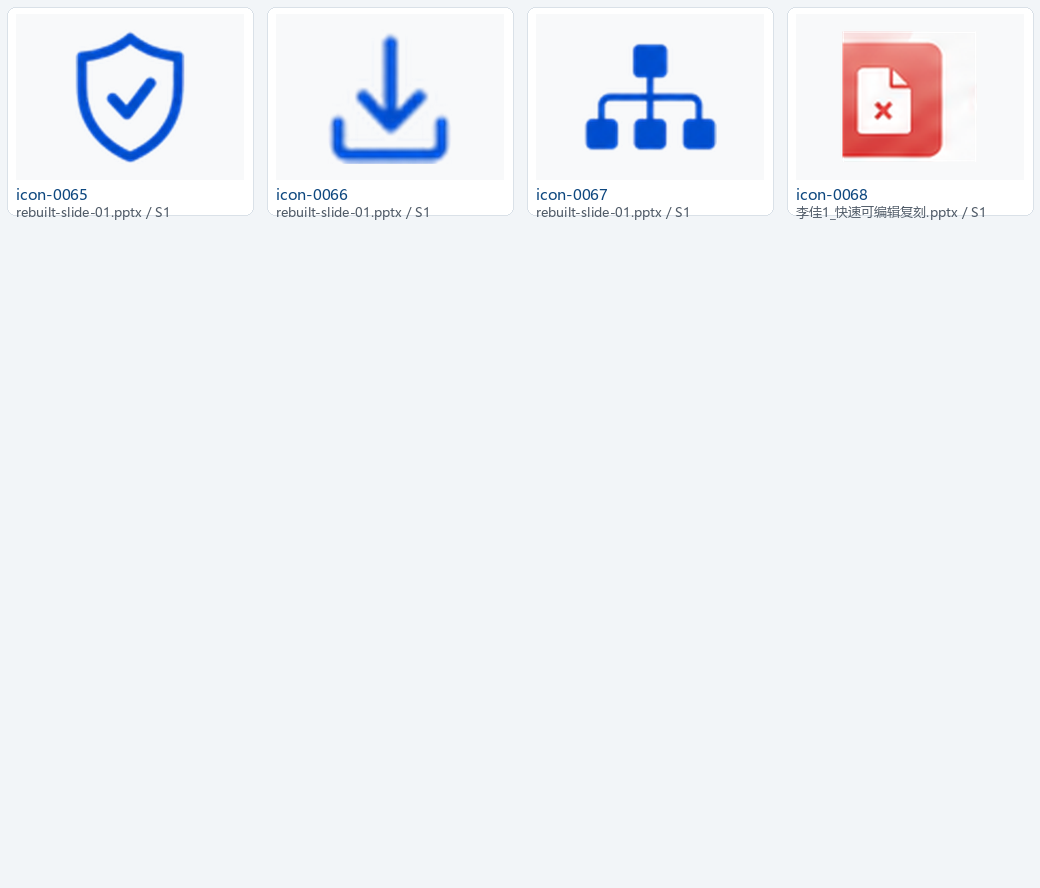 icon-0065
rebuilt-slide-01.pptx / S1
icon-0066
rebuilt-slide-01.pptx / S1
icon-0067
rebuilt-slide-01.pptx / S1
icon-0068
李佳1_快速可编辑复刻.pptx / S1